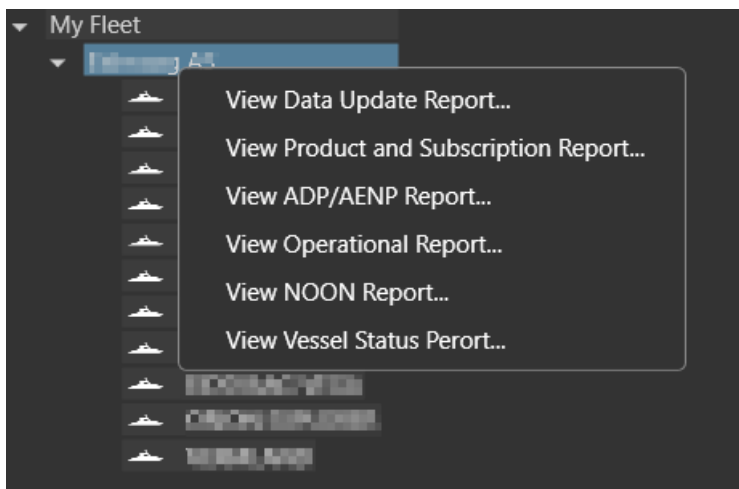 My Fleet
View Data Update Report...
View Product and Subscription Report...
View ADP/AENP Report...
View Operational Report...
View NOON Report...
View Vessel Status Perort...